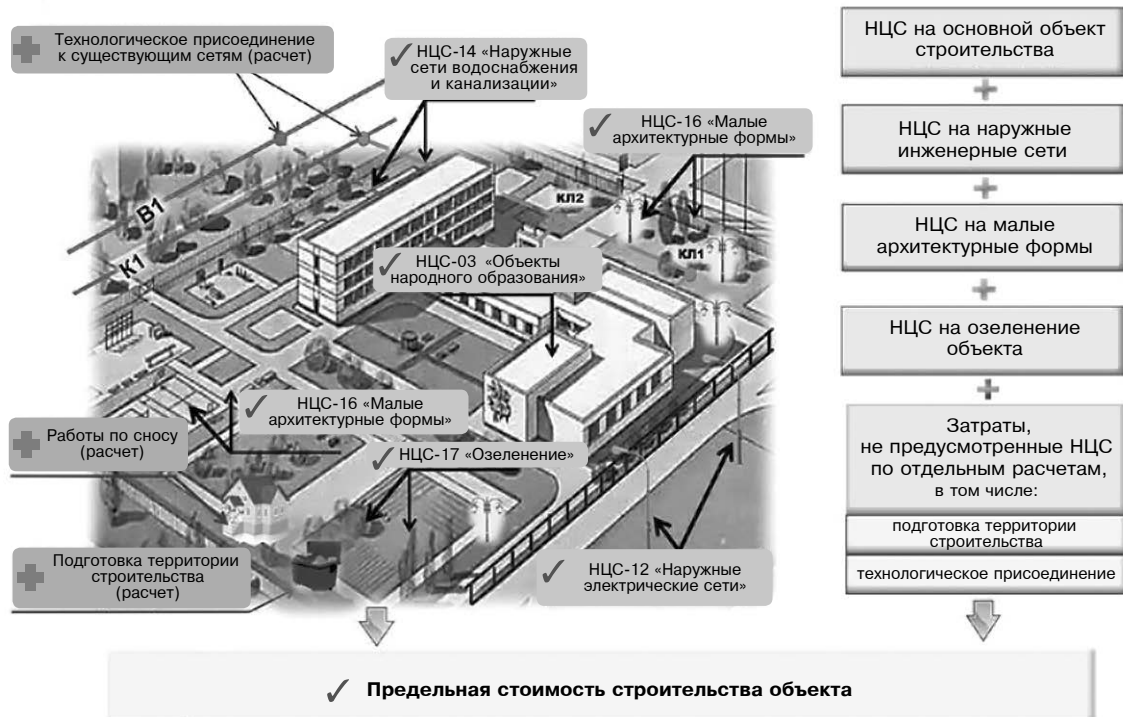 Технологическое присоединение
к существующим сетям (расчет)
НЦС-14 «Наружные
сети водоснабжения
и канализации»
НЦС-16 «Малые
архитектурные формы»
В1
К1
КЛ2
КЛ1
НЦС-03 «Объекты
народного образования»
НЦС-16 «Малые
архитектурные формы»
Работы по сносу
(расчет)
НЦС-17 «Озеленение»
Подготовка территории
строительства
(расчет)
НЦС-12 «Наружные
электрические сети»
НЦС на основной объект
строительства
+
НЦС на наружные
инженерные сети
+
НЦС на малые
архитектурные формы
+
НЦС на озеленение
объекта
+
Затраты,
не предусмотренные НЦС
по отдельным расчетам,
в том числе:
подготовка территории
строительства
технологическое присоединение
✓ Предельная стоимость строительства объекта